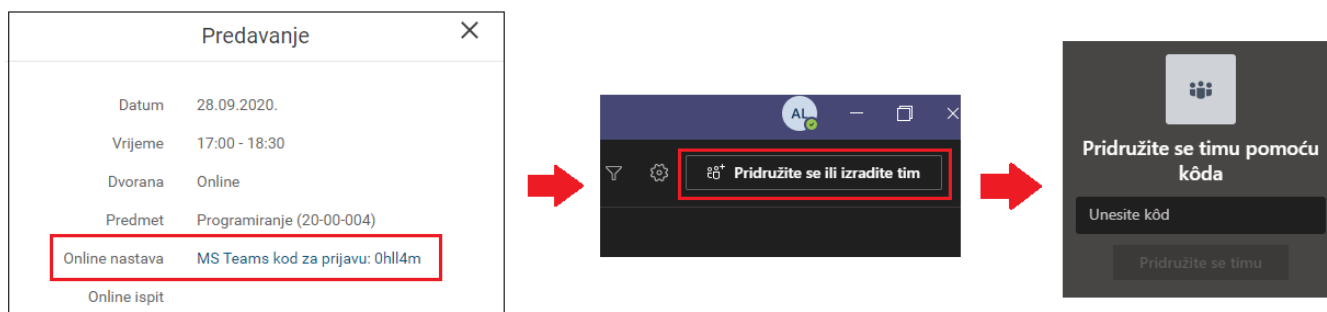 Predavanje
Datum 28.09.2020.
Vrijeme 17:00 - 18:30
Dvorana Online
Predmet Programiranje (20-00-004)
Online nastava MS Teams kod za prijavu: 0hll4m
Online ispit
AL
Pridružite se ili izradite tim
Pridružite se timu pomoću
kôda
Unesite kôd
Pridružite se timu